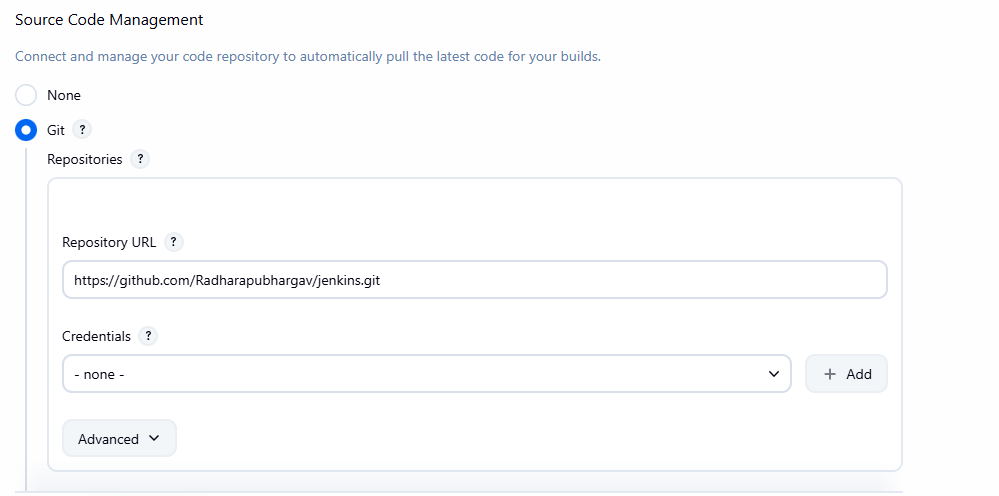 Source Code Management
Connect and manage your code repository to automatically pull the latest code for your builds.
None
Git ?
Repositories ?
Repository URL ?
https://github.com/Radharapubhargav/jenkins.git
Credentials ?
- none -
+ Add
Advanced